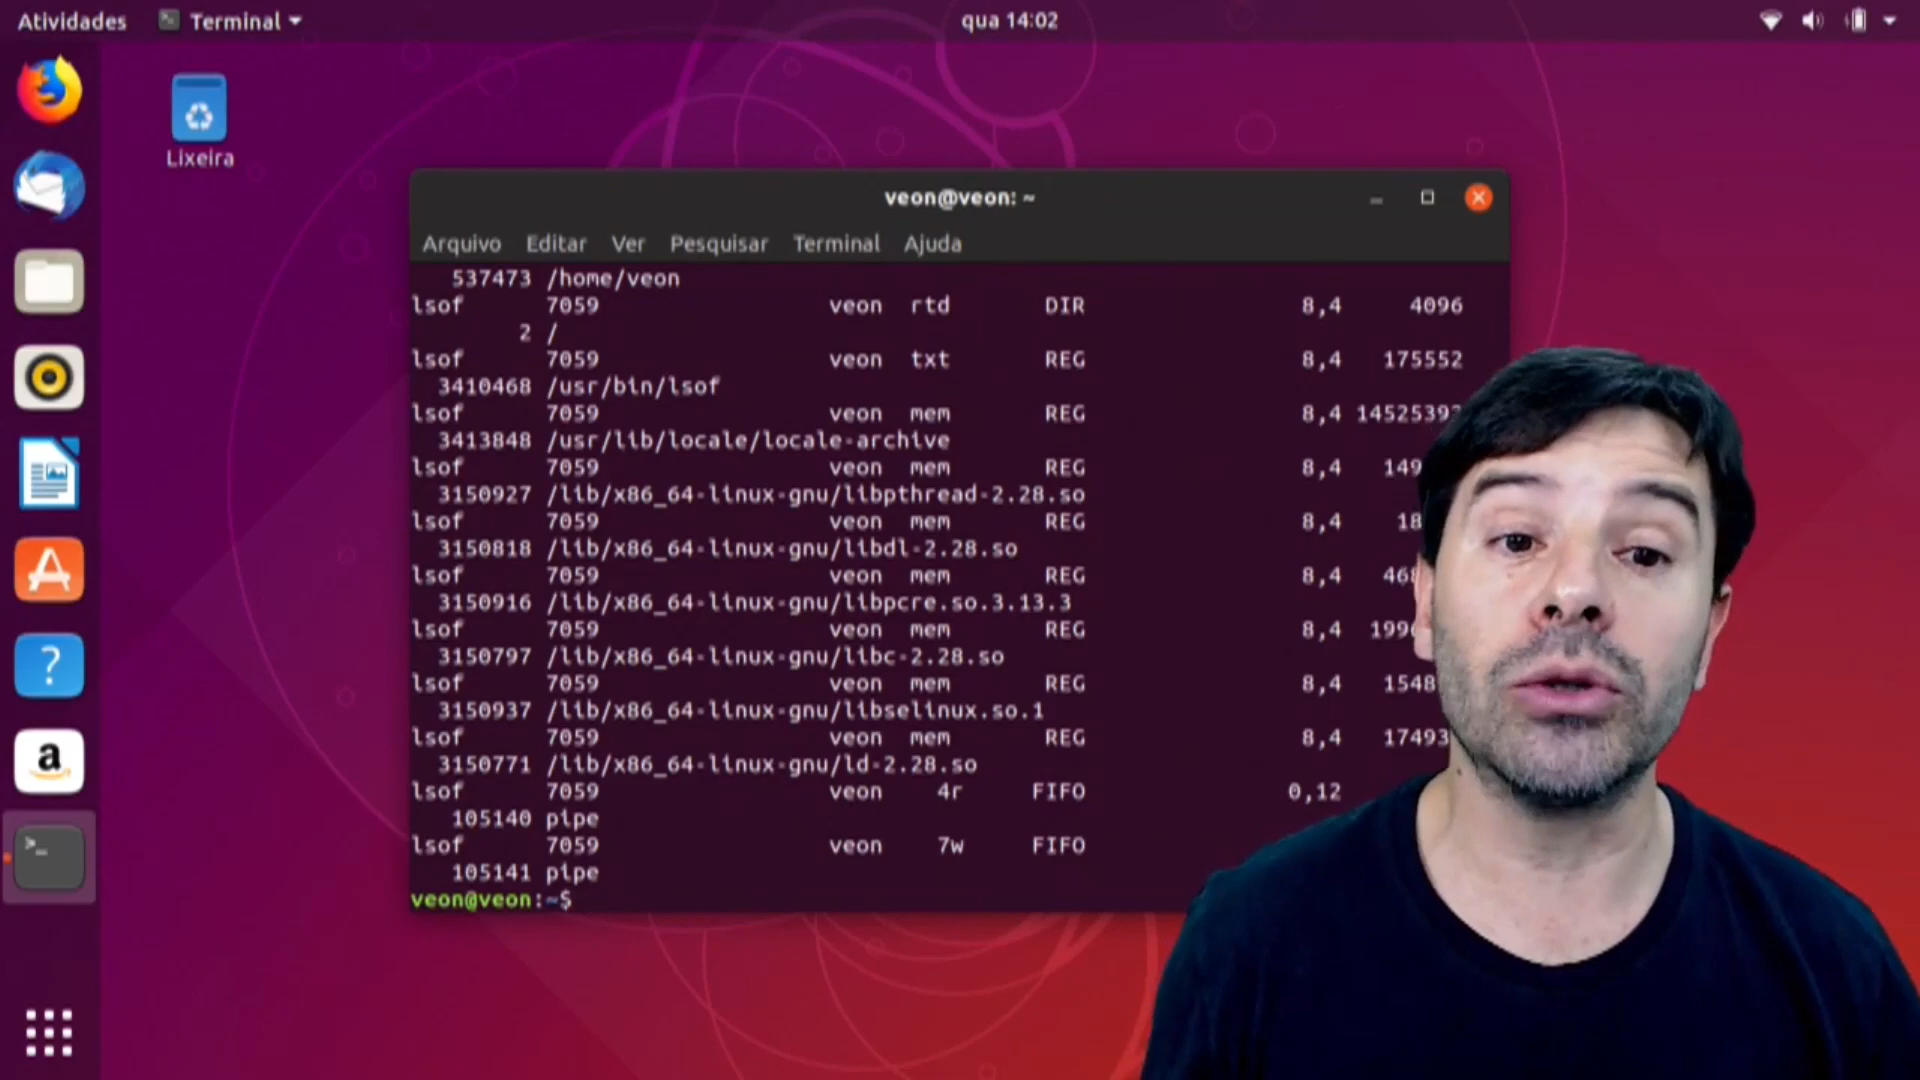 Atividades
Terminal
qua 14:02
Lixeira
veon@veon: ~
Arquivo Editar Ver Pesquisar Terminal Ajuda
537473 /home/veon
lsof 7059 veon rtd DIR 8,4 4096
2 /
lsof 7059 veon txt REG 8,4 175552
3410468 /usr/bin/lsof
lsof 7059 veon mem REG 8,4 14525392
3413848 /usr/lib/locale/locale-archive
lsof 7059 veon mem REG 8,4 149
3150927 /lib/x86_64-linux-gnu/libpthread-2.28.so
lsof 7059 veon mem REG 8,4 18
3150818 /lib/x86_64-linux-gnu/libdl-2.28.so
lsof 7059 veon mem REG 8,4 468
3150916 /lib/x86_64-linux-gnu/libpcre.so.3.13.3
lsof 7059 veon mem REG 8,4 199
3150797 /lib/x86_64-linux-gnu/libc-2.28.so
lsof 7059 veon mem REG 8,4 1548
3150937 /lib/x86_64-linux-gnu/libselinux.so.1
lsof 7059 veon mem REG 8,4 17493
3150771 /lib/x86_64-linux-gnu/ld-2.28.so
lsof 7059 veon 4r FIFO 0,12
105140 pipe
lsof 7059 veon 7w FIFO
105141 pipe
veon@veon:~$